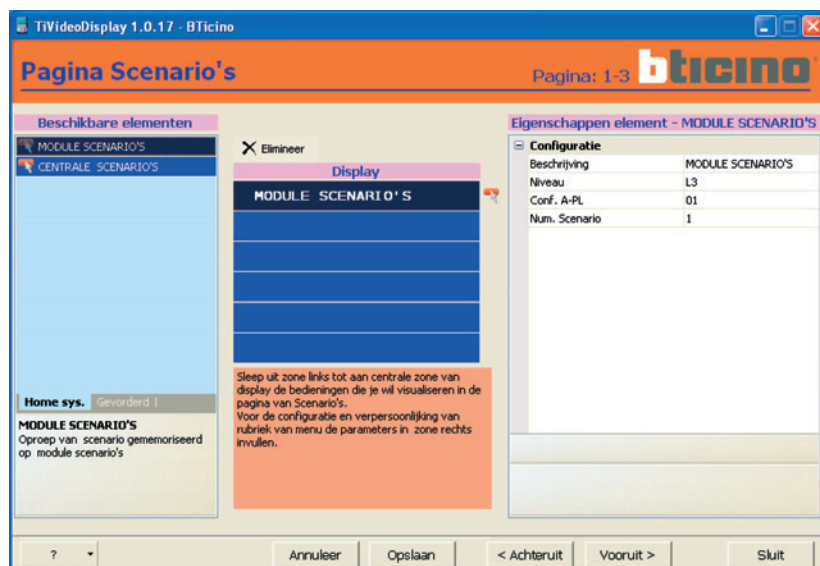 TiVideoDisplay 1.0.17 - BTicino
Pagina Scenario's
Pagina: 1-3
bticino
Beschikbare elementen
MODULE SCENARIO'S
CENTRALE SCENARIO'S
Home sys.
Gevorderd
MODULE SCENARIO'S
Oproep van scenario gememoriseerd
op module scenario's
Elimineer
Display
MODULE SCENARIO'S
Sleep uit zone links tot aan centrale zone van
display de bedieningen die je wil visualiseren in de
pagina van Scenario's.
Voor de configuratie en verpersoonlijking van
rubriek van menu de parameters in zone rechts
invullen.
Eigenschappen element - MODULE SCENARIO'S
Configuratie
Beschrijving MODULE SCENARIO'S
Niveau L3
Conf. A-PL 01
Num. Scenario 1
?
Annuleer
Opslaan
< Achteruit
Vooruit >
Sluit